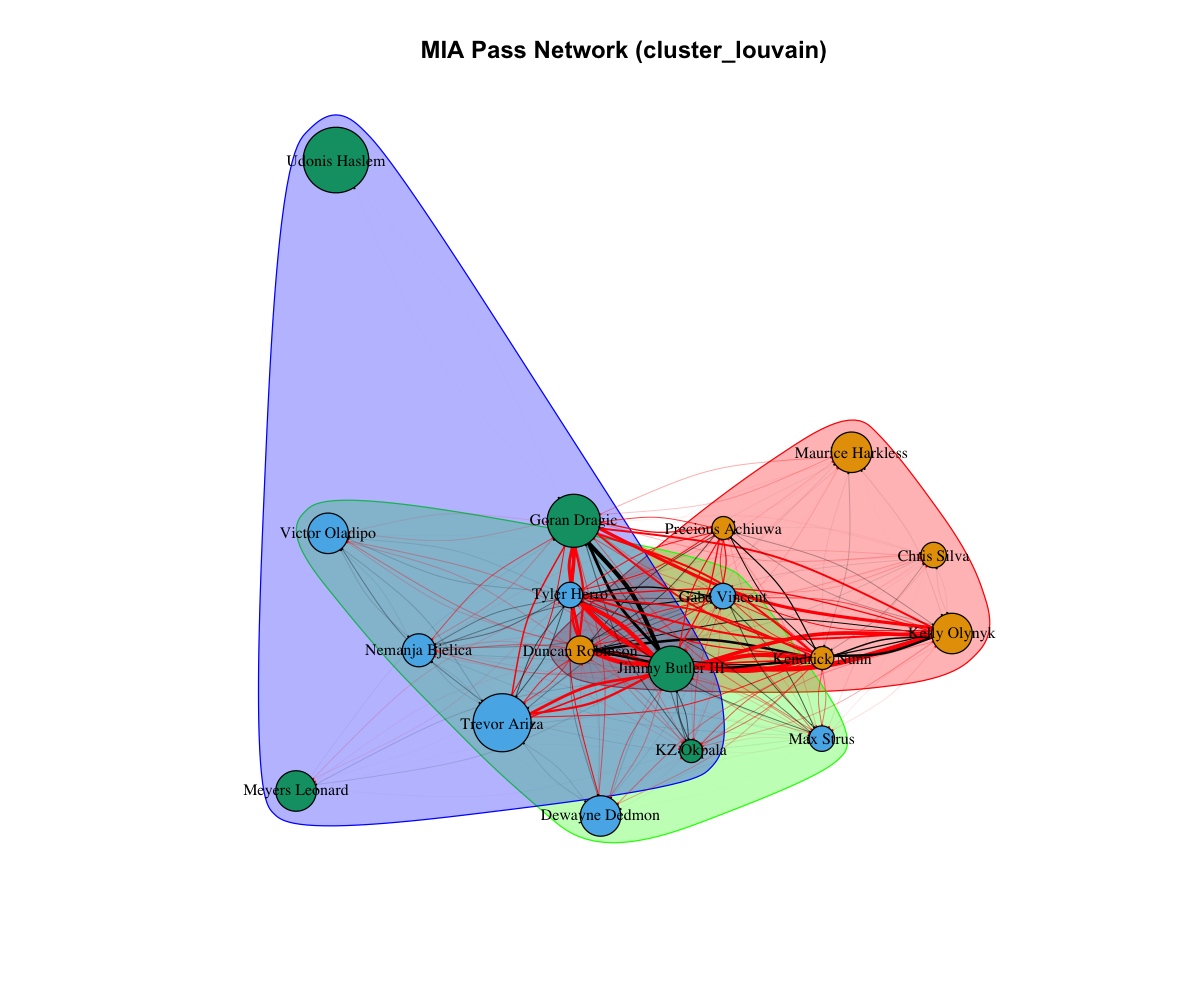 MIA Pass Network (cluster_louvain)
Udonis Haslem
Maurice Harkless
Goran Dragic
Precious Achiuwa
Victor Oladipo
Chris Silva
Tyler Herro
Gabe Vincent
Kelly Olynyk
Nemanja Bjelica
Duncan Robinson
Kendrick Nunn
Jimmy Butler III
Trevor Ariza
Max Strus
KZ Okpala
Meyers Leonard
Dewayne Dedmon